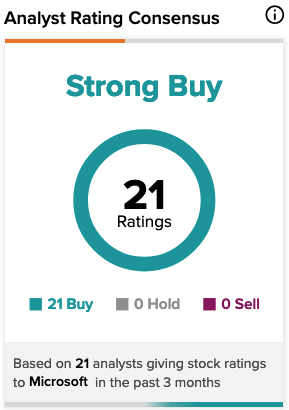 Analyst Rating Consensus
Strong Buy
21
Ratings
21 Buy 0 Hold 0 Sell
Based on 21 analysts giving stock ratings
to Microsoft in the past 3 months